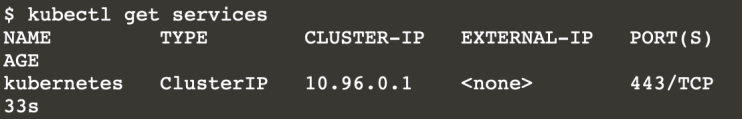 $ kubectl get services
NAME TYPE CLUSTER-IP EXTERNAL-IP PORT(S)
AGE
kubernetes ClusterIP 10.96.0.1 <none> 443/TCP
33s